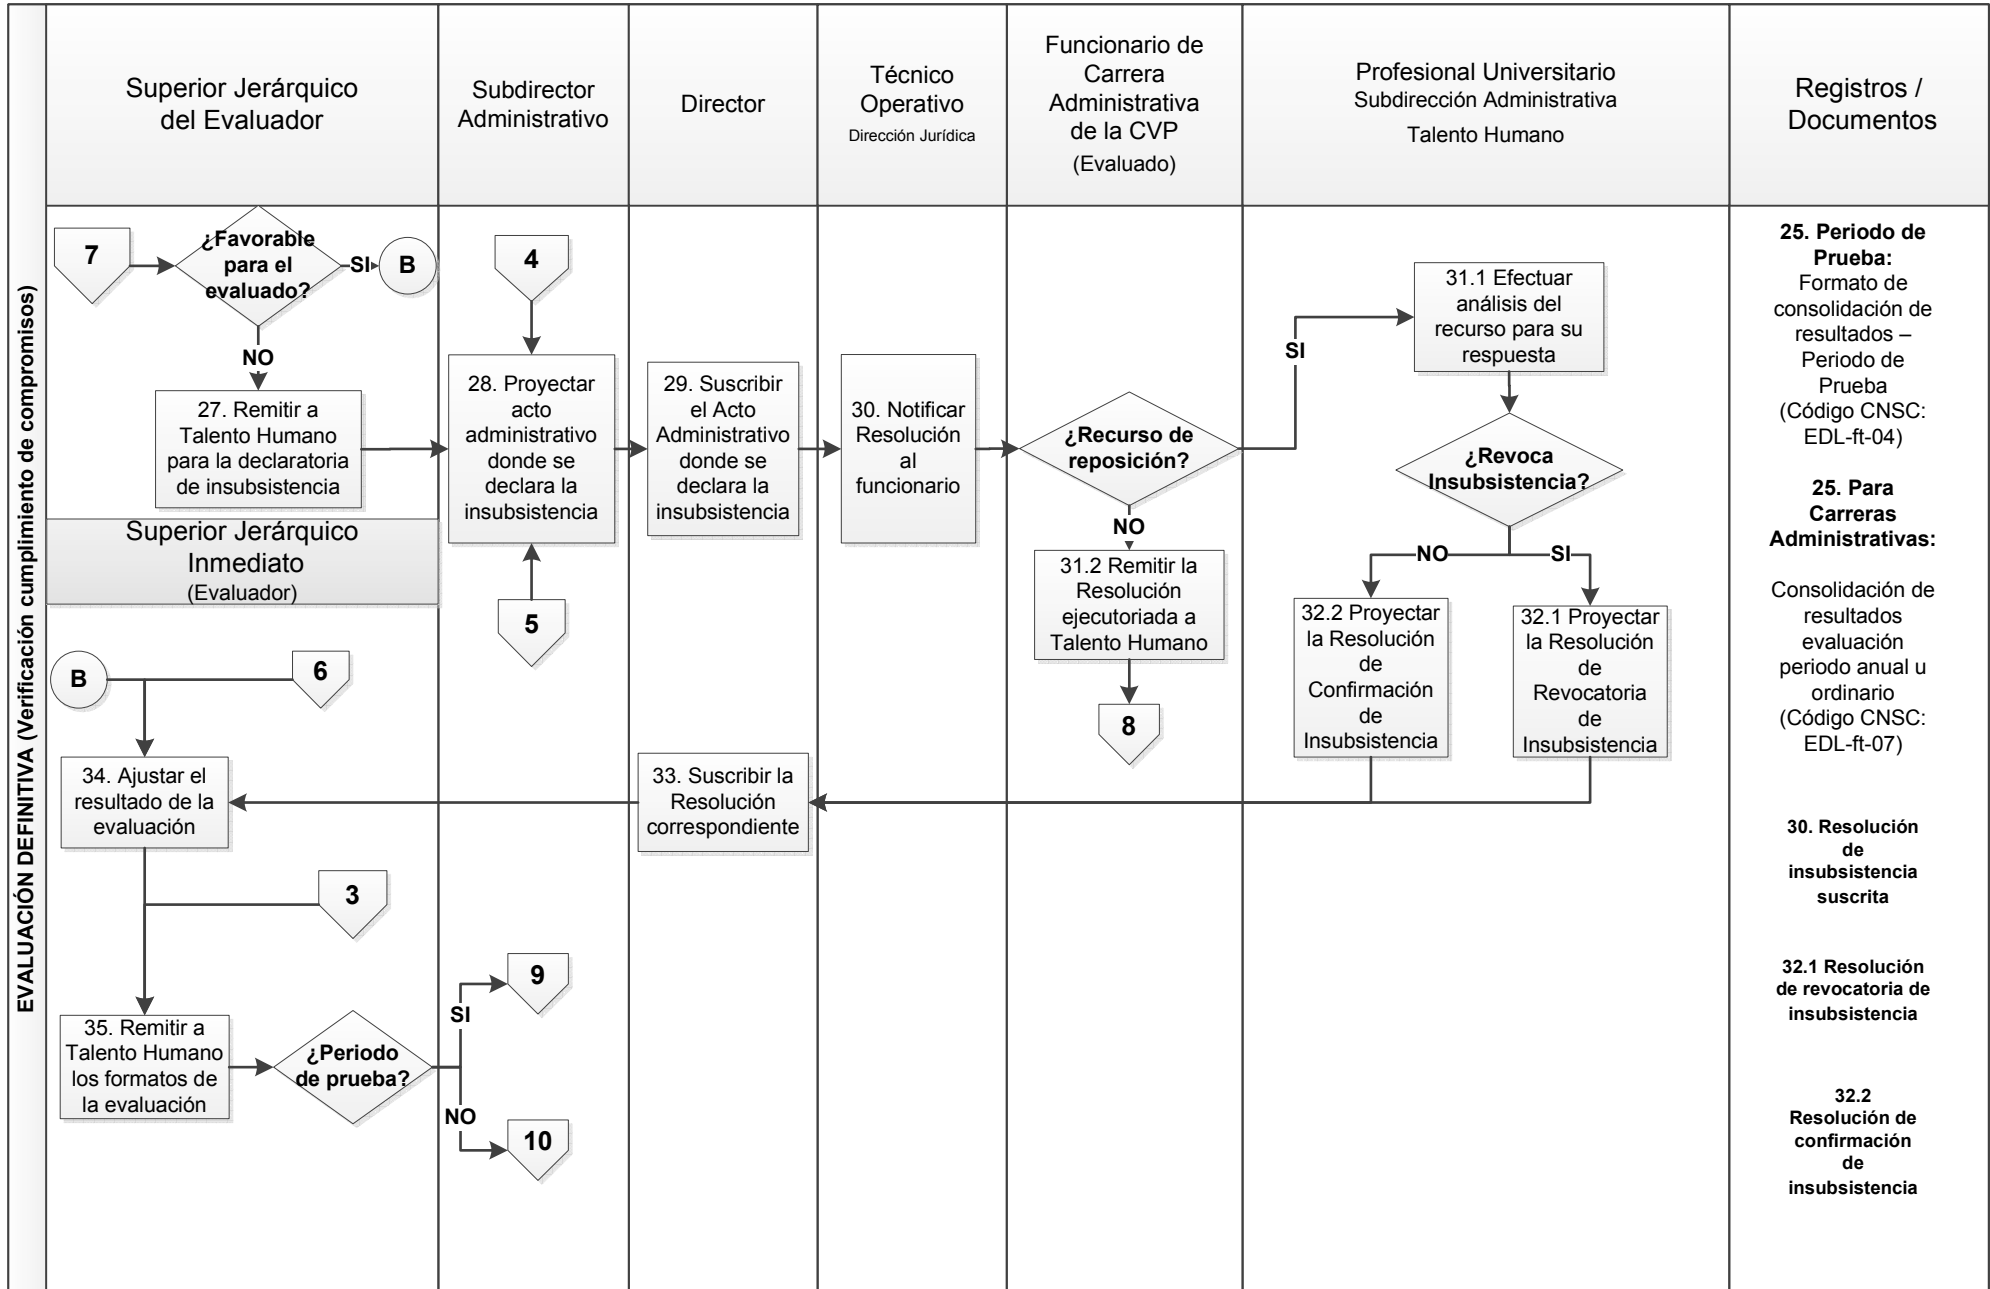 EVALUACIÓN DEFINITIVA (Verificación cumplimiento de compromisos)
Superior Jerárquico
del Evaluador
Subdirector
Administrativo
Director
Técnico
Operativo
Dirección Jurídica
Funcionario de
Carrera
Administrativa
de la CVP
(Evaluado)
Profesional Universitario
Subdirección Administrativa
Talento Humano
Registros /
Documentos
7
¿Favorable
para el
evaluado?
SI
B
NO
27. Remitir a
Talento Humano
para la declaratoria
de insubsistencia
Superior Jerárquico
Inmediato
(Evaluador)
B
6
34. Ajustar el
resultado de la
evaluación
3
35. Remitir a
Talento Humano
los formatos de
la evaluación
¿Periodo
de prueba?
SI
NO
9
10
4
28. Proyectar
acto
administrativo
donde se
declara la
insubsistencia
5
29. Suscribir
el Acto
Administrativo
donde se
declara la
insubsistencia
33. Suscribir la
Resolución
correspondiente
30. Notificar
Resolución
al
funcionario
¿Recurso de
reposición?
SI
NO
31.2 Remitir la
Resolución
ejecutoriada a
Talento Humano
8
31.1 Efectuar
análisis del
recurso para su
respuesta
¿Revoca
Insubsistencia?
NO
SI
32.2 Proyectar
la Resolución
de
Confirmación
de
Insubsistencia
32.1 Proyectar
la Resolución
de
Revocatoria
de
Insubsistencia
25. Periodo de
Prueba:
Formato de
consolidación de
resultados –
Periodo de
Prueba
(Código CNSC:
EDL-ft-04)
25. Para
Carreras
Administrativas:
Consolidación de
resultados
evaluación
periodo anual u
ordinario
(Código CNSC:
EDL-ft-07)
30. Resolución
de
insubsistencia
suscrita
32.1 Resolución
de revocatoria de
insubsistencia
32.2
Resolución de
confirmación
de
insubsistencia